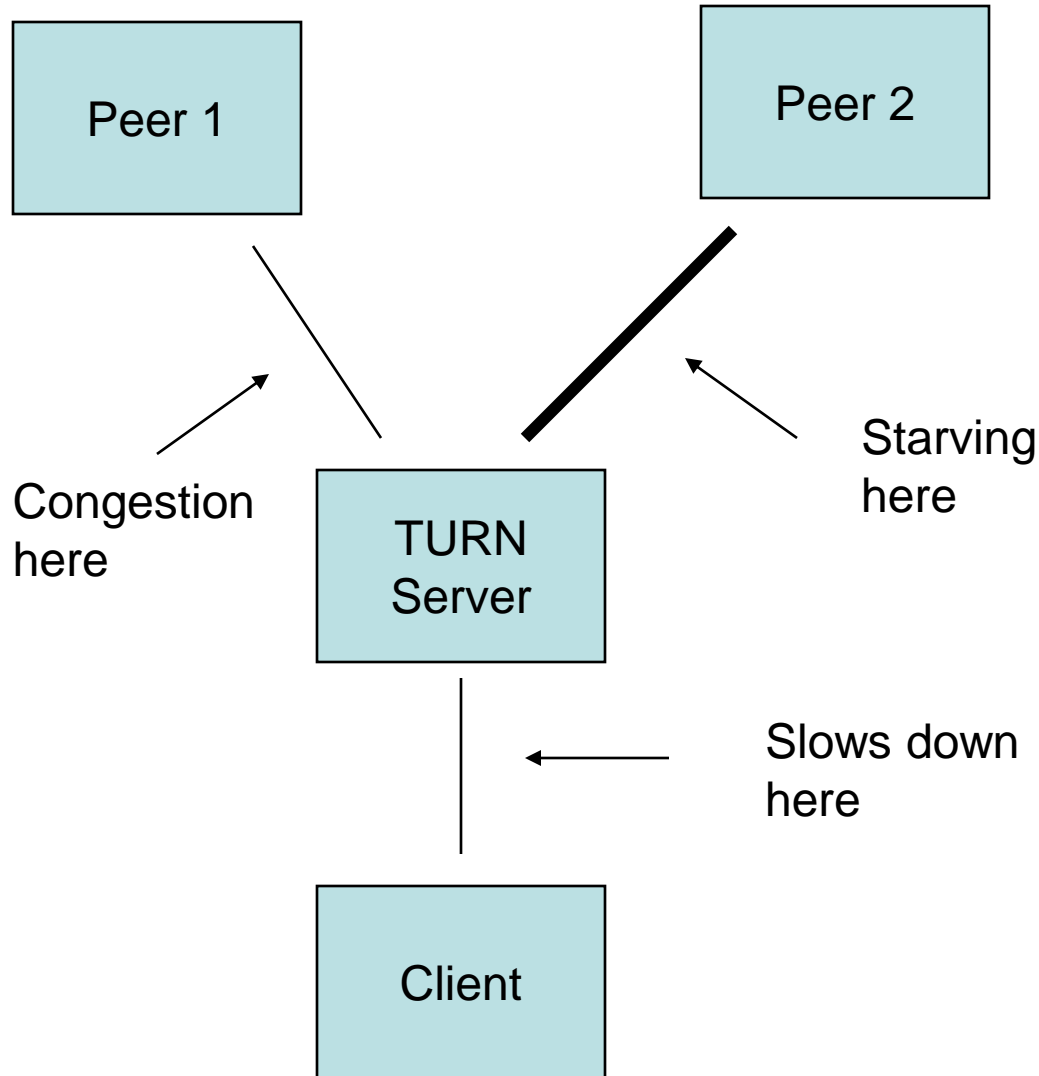 Peer 1
Peer 2
Congestion
here
Starving
here
TURN
Server
Slows down
here
Client